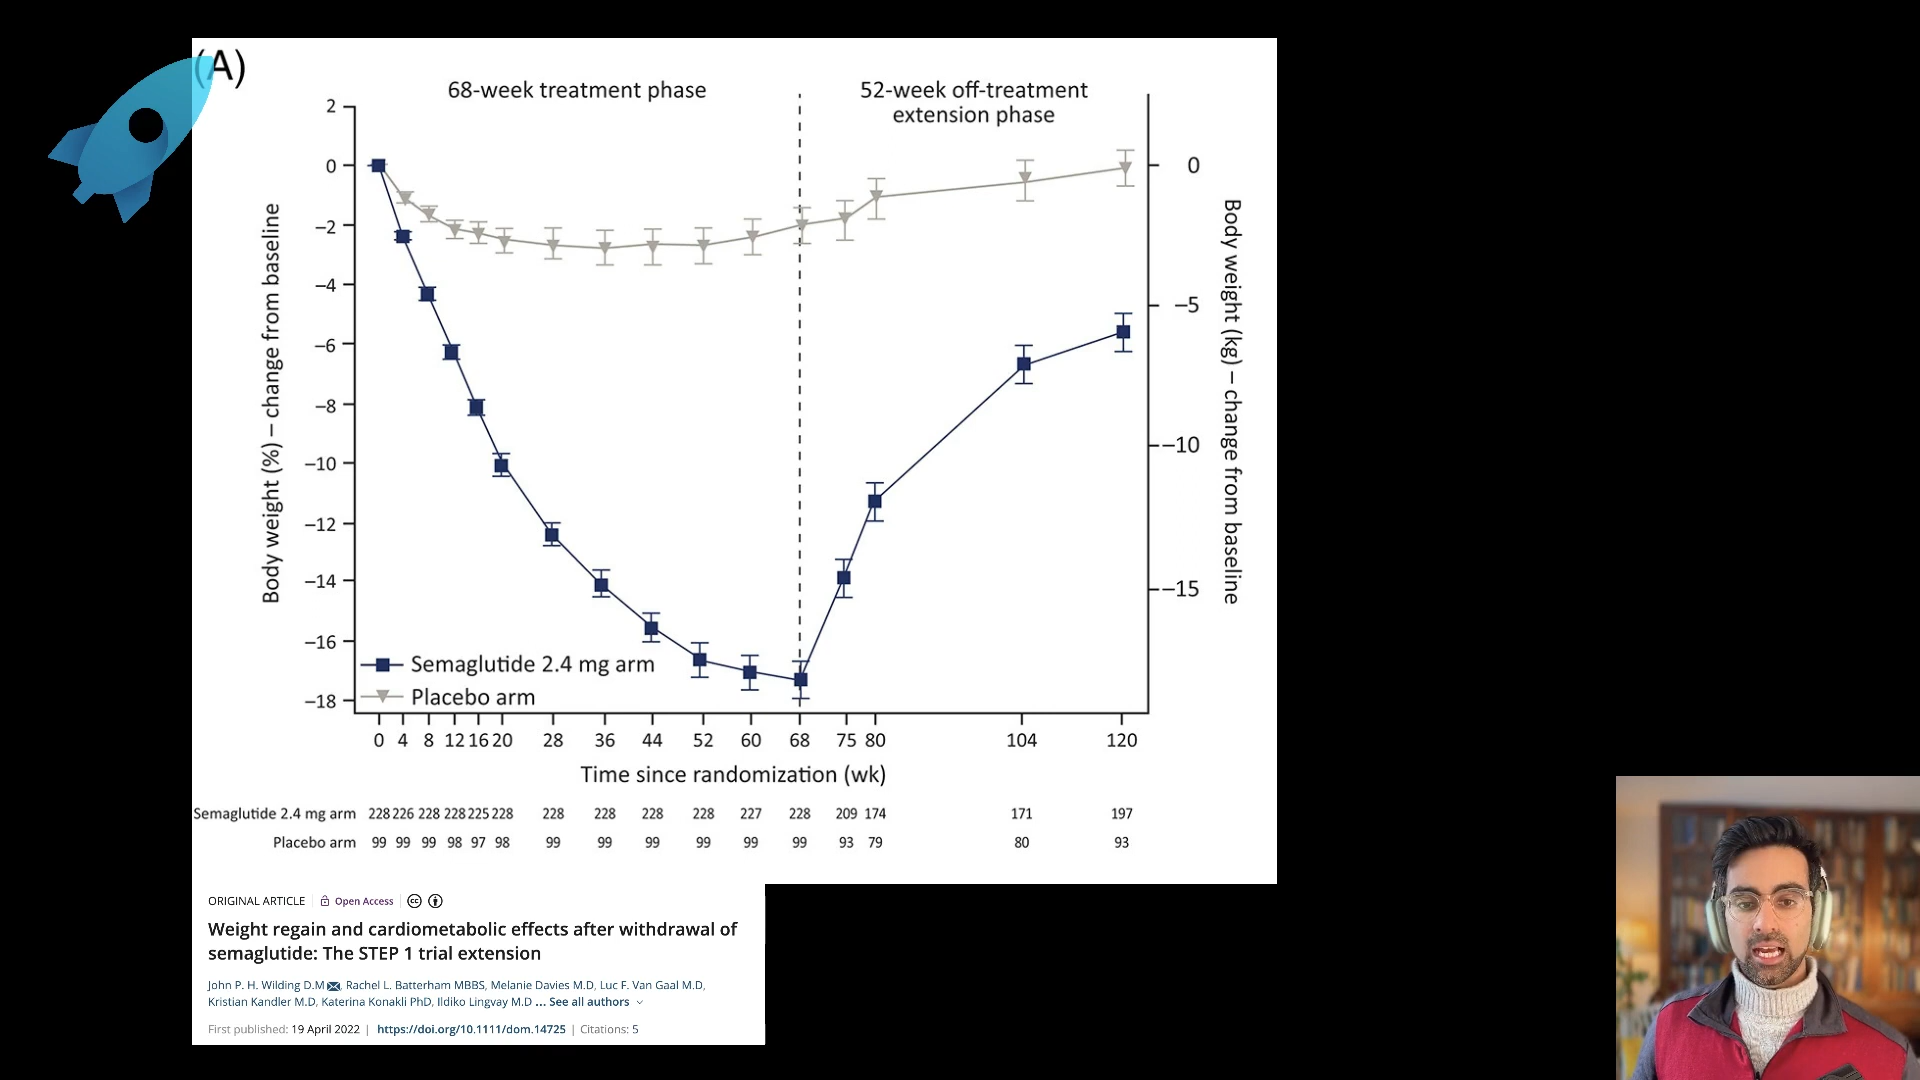 (A)
68-week treatment phase
52-week off-treatment
extension phase
Body weight (%) – change from baseline
2
0
–2
–4
–6
–8
–10
–12
–14
–16
–18
0
–5
–10
–15
Body weight (kg) – change from baseline
Semaglutide 2.4 mg arm
Placebo arm
0 4 8 12 16 20 28 36 44 52 60 68 75 80 104 120
Time since randomization (wk)
Semaglutide 2.4 mg arm 228 226 228 228 225 228 228 228 228 228 227 228 209 174 171 197
Placebo arm 99 99 99 98 97 98 99 99 99 99 99 99 93 79 80 93
ORIGINAL ARTICLE Open Access
Weight regain and cardiometabolic effects after withdrawal of
semaglutide: The STEP 1 trial extension
John P. H. Wilding D.M, Rachel L. Batterham MBBS, Melanie Davies M.D, Luc F. Van Gaal M.D,
Kristian Kandler M.D, Katerina Konakli PhD, Ildiko Lingvay M.D ... See all authors
First published: 19 April 2022 | https://doi.org/10.1111/dom.14725 | Citations: 5